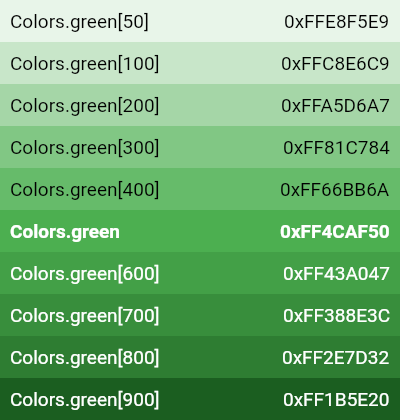 Colors.green[50] 0xFFE8F5E9
Colors.green[100] 0xFFC8E6C9
Colors.green[200] 0xFFA5D6A7
Colors.green[300] 0xFF81C784
Colors.green[400] 0xFF66BB6A
Colors.green 0xFF4CAF50
Colors.green[600] 0xFF43A047
Colors.green[700] 0xFF388E3C
Colors.green[800] 0xFF2E7D32
Colors.green[900] 0xFF1B5E20